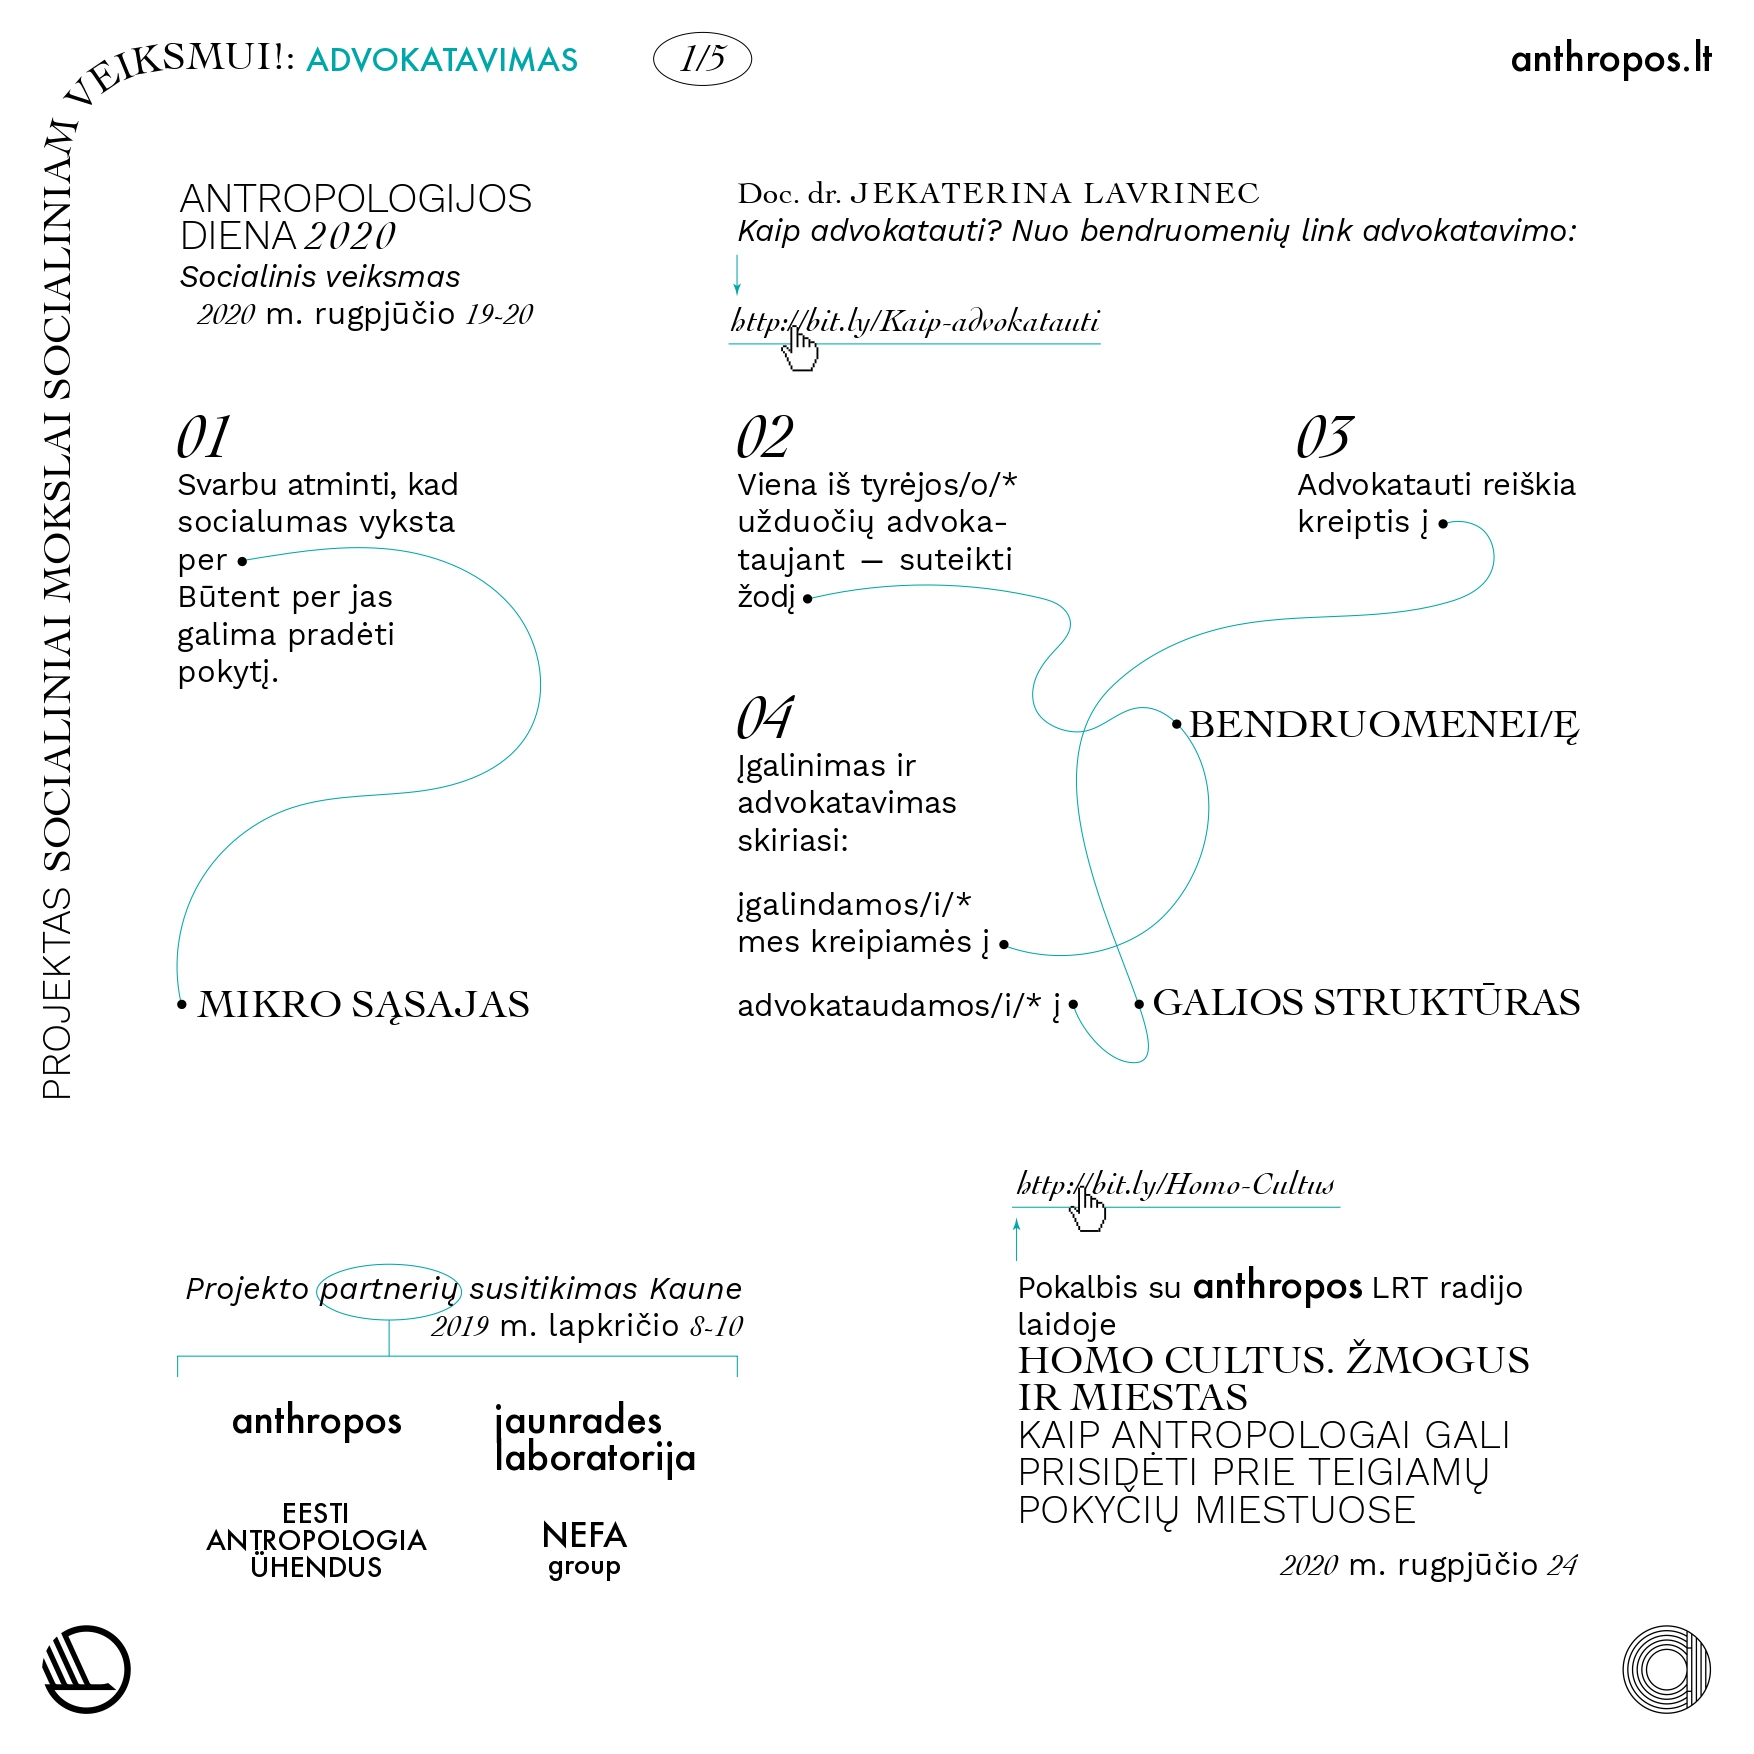 PROJEKTAS SOCIALINIAI MOKSLAI SOCIALINIAM VEIKSMUI!: ADVOKATAVIMAS
1/5
anthropos.lt
ANTROPOLOGIJOS
DIENA 2020
Socialinis veiksmas
2020 m. rugpjūčio 19-20
Doc. dr. JEKATERINA LAVRINEC
Kaip advokatauti? Nuo bendruomenių link advokatavimo:
http://bit.ly/Kaip-advokatauti
01
Svarbu atminti, kad
socialumas vyksta
per
Būtent per jas
galima pradėti
pokytį.
MIKRO SĄSAJAS
02
Viena iš tyrėjos/o/*
užduočių advoka-
taujant — suteikti
žodį
03
Advokatauti reiškia
kreiptis į
BENDRUOMENEI/Ę
04
Įgalinimas ir
advokatavimas
skiriasi:
įgalindamos/i/*
mes kreipiamės į
advokataudamos/i/* į
GALIOS STRUKTŪRAS
Projekto partnerių susitikimas Kaune
2019 m. lapkričio 8-10
anthropos
jaunrades
laboratorija
EESTI
ANTROPOLOGIA
ÜHENDUS
NEFA
group
http://bit.ly/Homo-Cultus
Pokalbis su anthropos LRT radijo
laidoje
HOMO CULTUS. ŽMOGUS
IR MIESTAS
KAIP ANTROPOLOGAI GALI
PRISIDĖTI PRIE TEIGIAMŲ
POKYČIŲ MIESTUOSE
2020 m. rugpjūčio 24